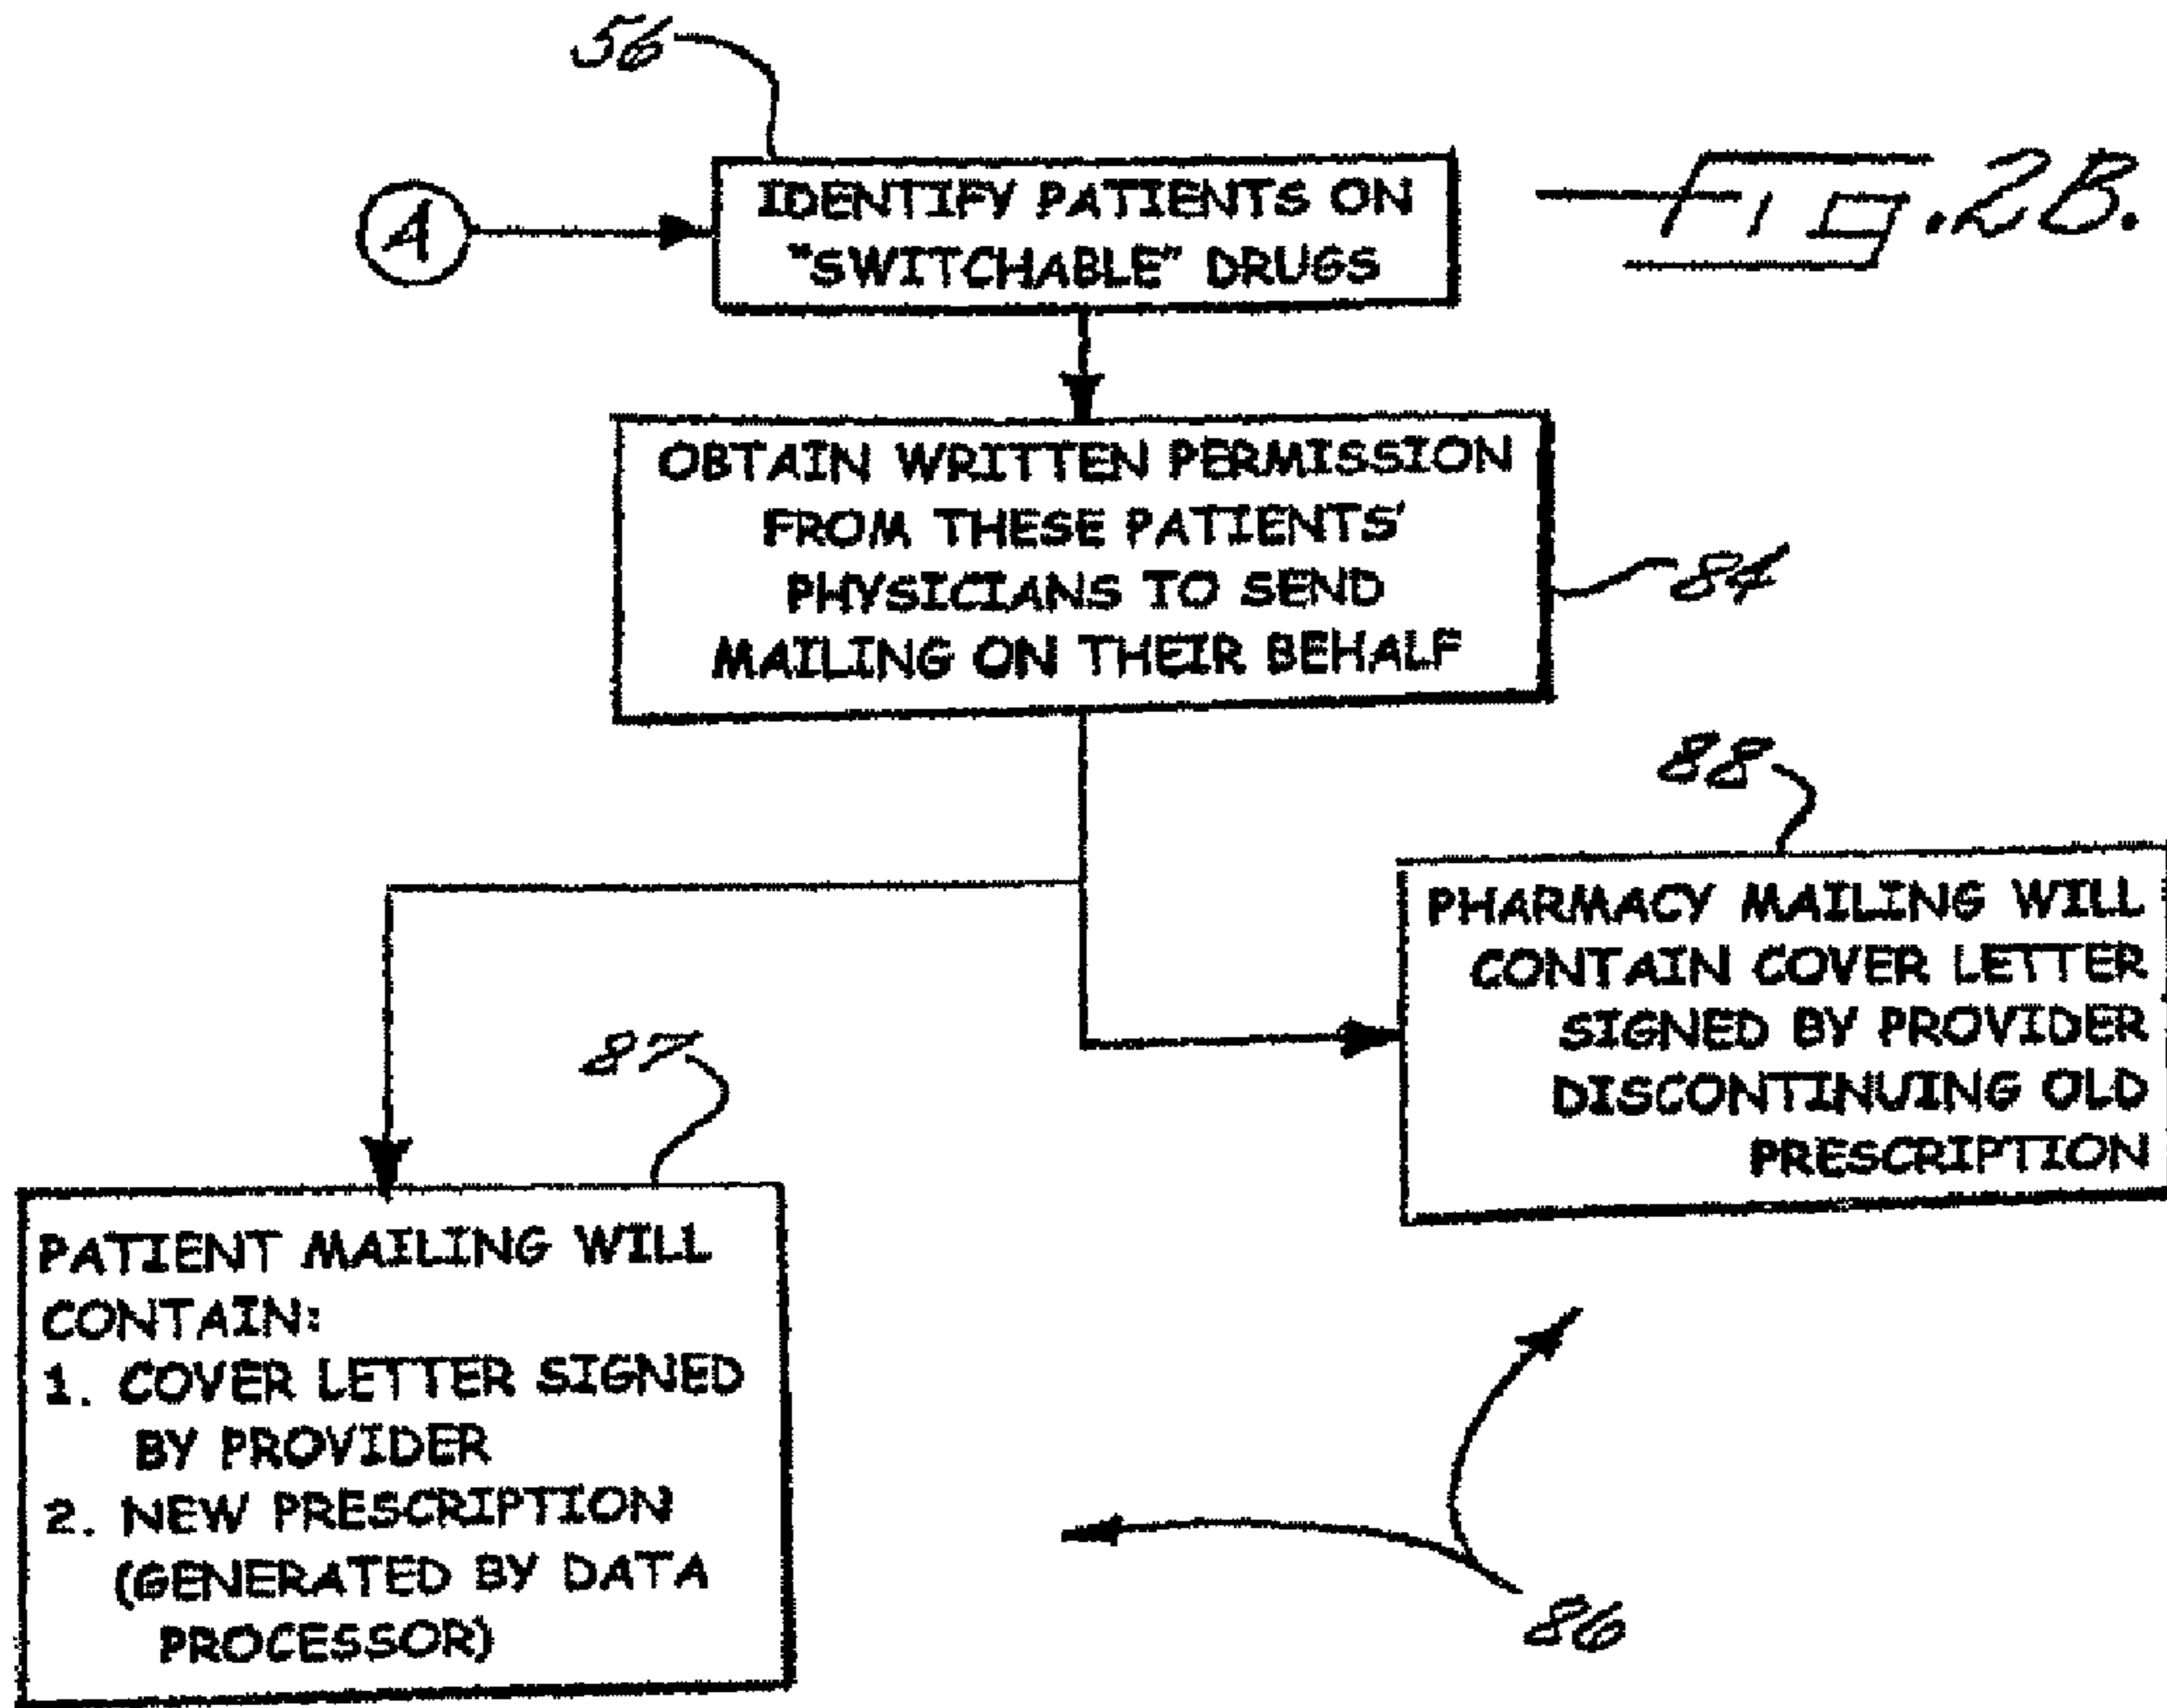 56
Fig. 2B.
A
IDENTIFY PATIENTS ON
"SWITCHABLE" DRUGS
OBTAIN WRITTEN PERMISSION
FROM THESE PATIENTS'
PHYSICIANS TO SEND
MAILING ON THEIR BEHALF
84
88
PHARMACY MAILING WILL
CONTAIN COVER LETTER
SIGNED BY PROVIDER
DISCONTINUING OLD
PRESCRIPTION
87
PATIENT MAILING WILL
CONTAIN:
1. COVER LETTER SIGNED
BY PROVIDER
2. NEW PRESCRIPTION
(GENERATED BY DATA
PROCESSOR)
86